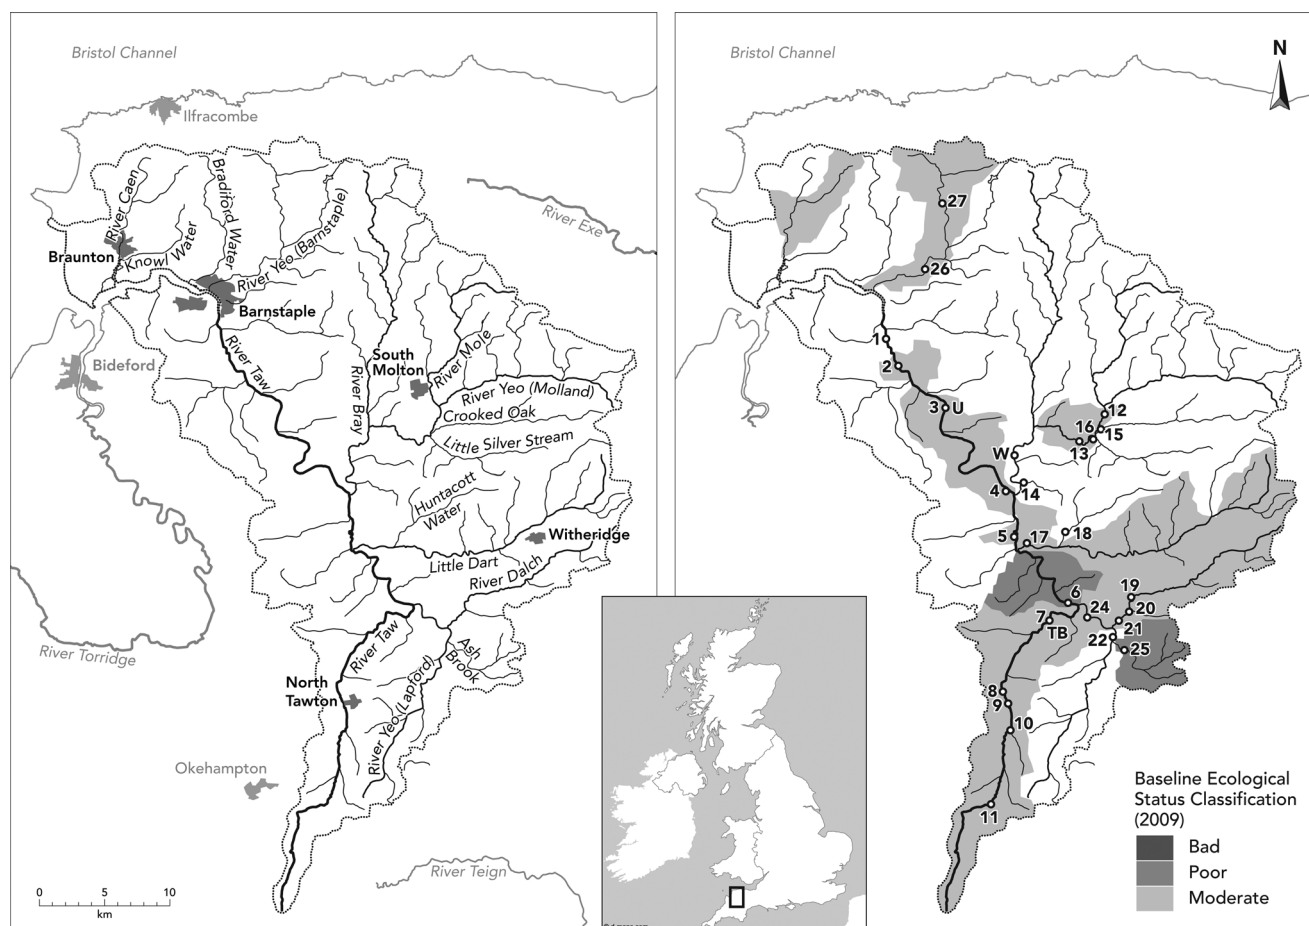 Bristol Channel
Ilfracombe
River Caen
Bradiford Water
River Yeo (Barnstaple)
Knowl Water
Braunton
River Exe
Barnstaple
Bideford
River Taw
South
Molton
River Mole
River Bray
River Yeo (Molland)
Crooked Oak
Little Silver Stream
Huntacott
Water
Witheridge
Little Dart
River Dalch
River Torridge
River Taw
Ash
Brook
North
Tawton
River Yeo (Lapford)
Okehampton
River Teign
0 5 10
km
Bristol Channel
N
27
26
1
2
3 U
12
16
15
13
W
4
14
5
17
18
19
6
24
20
7
TB
21
22
25
8
9
10
11
Baseline Ecological
Status Classification
(2009)
Bad
Poor
Moderate